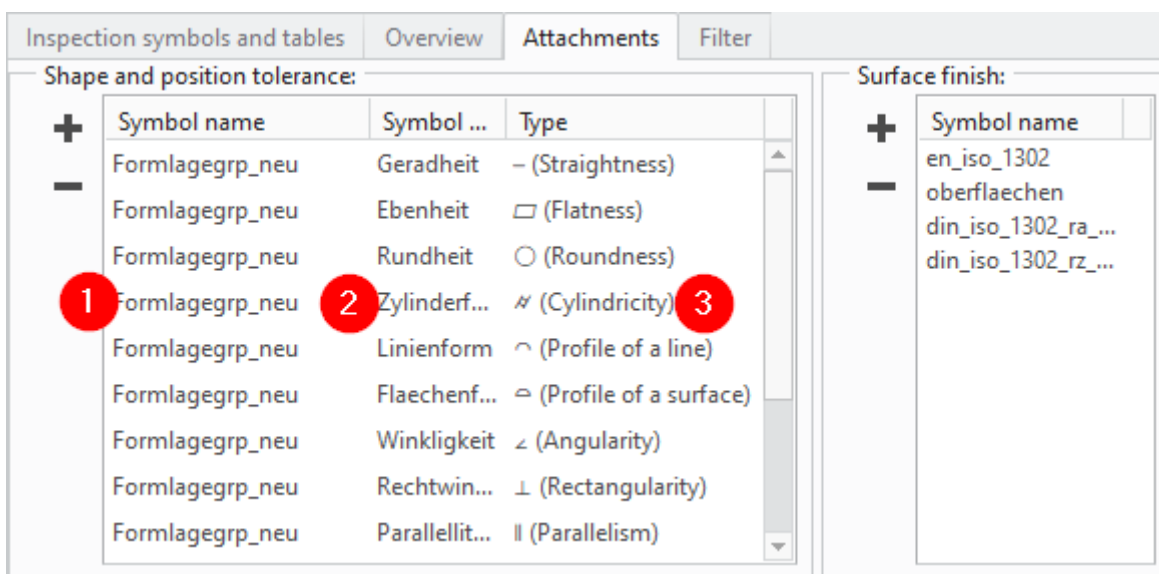 Inspection symbols and tables Overview Attachments Filter
Shape and position tolerance:
Symbol name Symbol ... Type
Formlagegrp_neu Geradheit – (Straightness)
Formlagegrp_neu Ebenheit ▱ (Flatness)
Formlagegrp_neu Rundheit ○ (Roundness)
1 Formlagegrp_neu 2 Zylinderf... ⌭ (Cylindricity) 3
Formlagegrp_neu Linienform ⌒ (Profile of a line)
Formlagegrp_neu Flaechenf... ⌓ (Profile of a surface)
Formlagegrp_neu Winkligkeit ∠ (Angularity)
Formlagegrp_neu Rechtwin... ⊥ (Rectangularity)
Formlagegrp_neu Parallellit... ∥ (Parallelism)
Surface finish:
Symbol name
en_iso_1302
oberflaechen
din_iso_1302_ra_...
din_iso_1302_rz_...